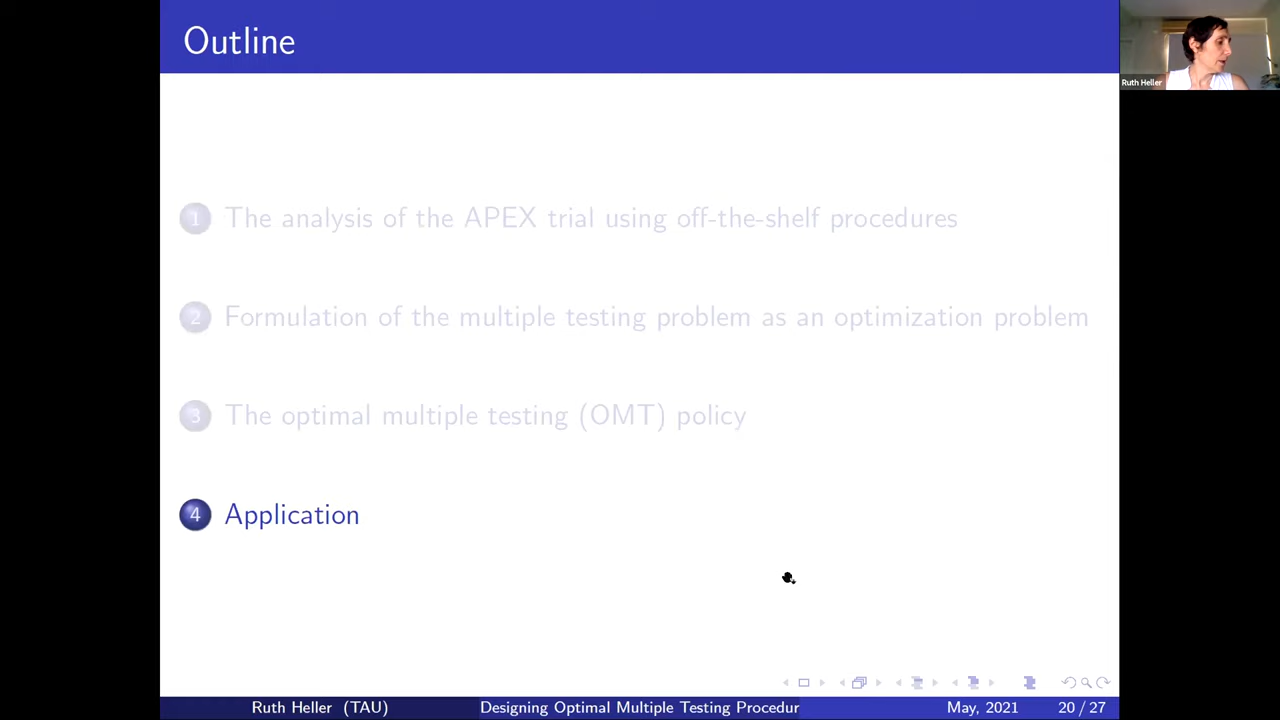 Outline
Ruth Heller
1 The analysis of the APEX trial using off-the-shelf procedures
2 Formulation of the multiple testing problem as an optimization problem
3 The optimal multiple testing (OMT) policy
4 Application
Ruth Heller (TAU) Designing Optimal Multiple Testing Procedur May, 2021 20 / 27